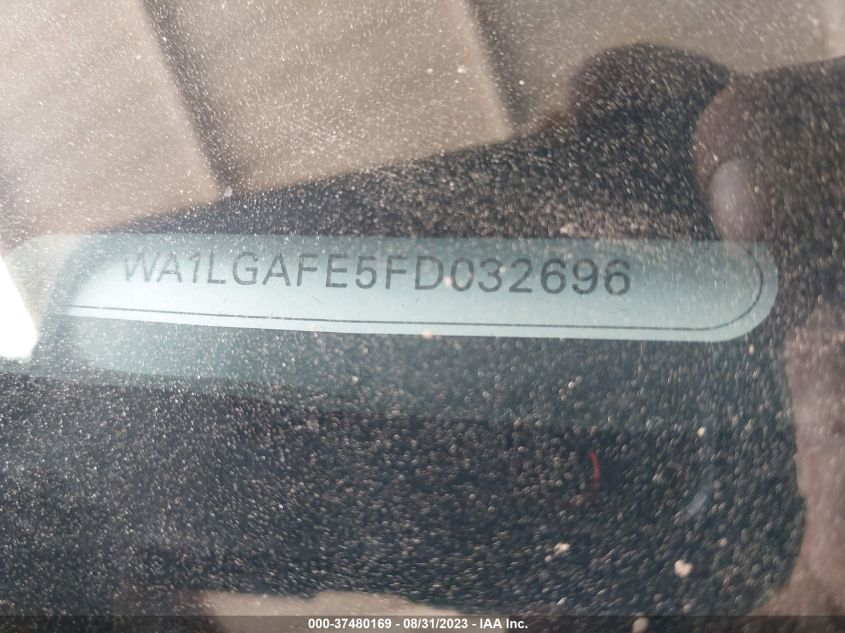 WA1LGAFE5FD032696
000-37480169 - 08/31/2023 - IAA Inc.